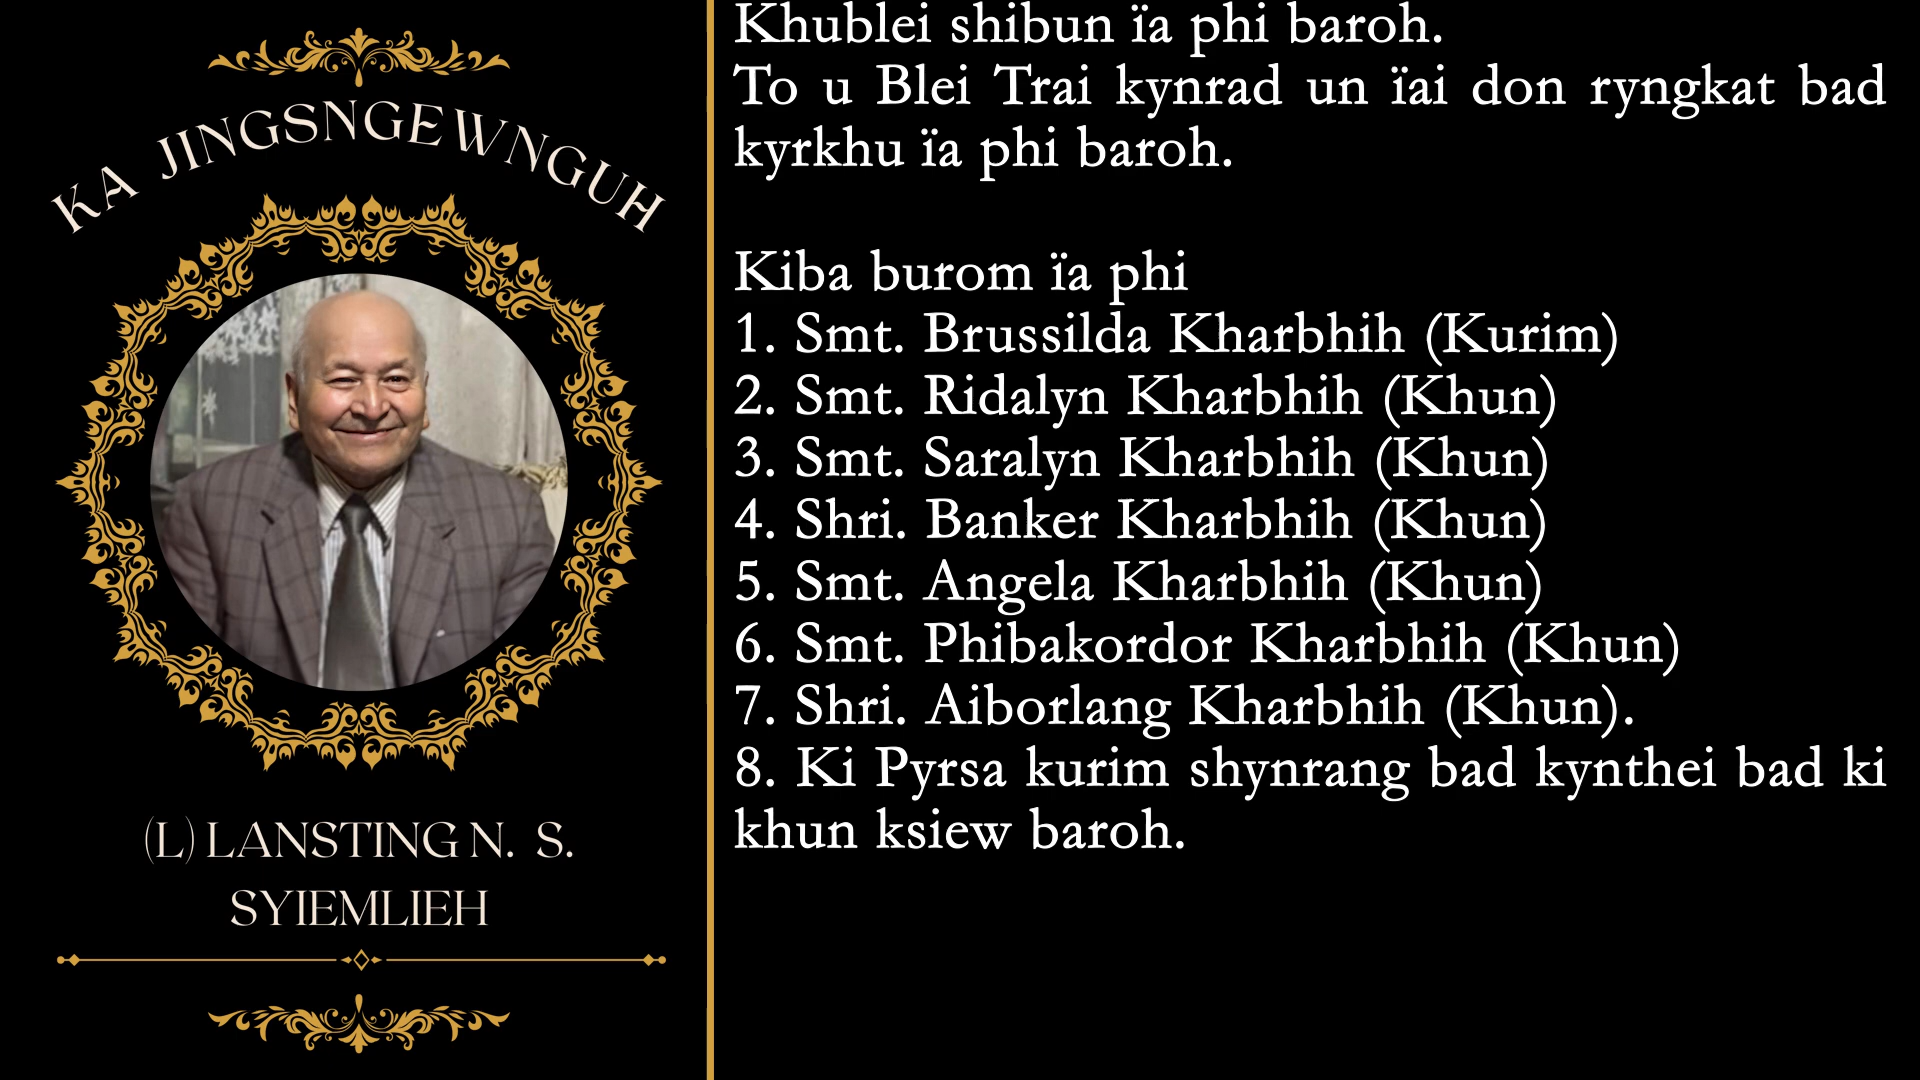 KA JINGSNGEWNGUH
(L) LANSTING N. S.
SYIEMLIEH
Khublei shibun ïa phi baroh.
To u Blei Trai kynrad un ïai don ryngkat bad
kyrkhu ïa phi baroh.
Kiba burom ïa phi
1. Smt. Brussilda Kharbhih (Kurim)
2. Smt. Ridalyn Kharbhih (Khun)
3. Smt. Saralyn Kharbhih (Khun)
4. Shri. Banker Kharbhih (Khun)
5. Smt. Angela Kharbhih (Khun)
6. Smt. Phibakordor Kharbhih (Khun)
7. Shri. Aiborlang Kharbhih (Khun).
8. Ki Pyrsa kurim shynrang bad kynthei bad ki
khun ksiew baroh.